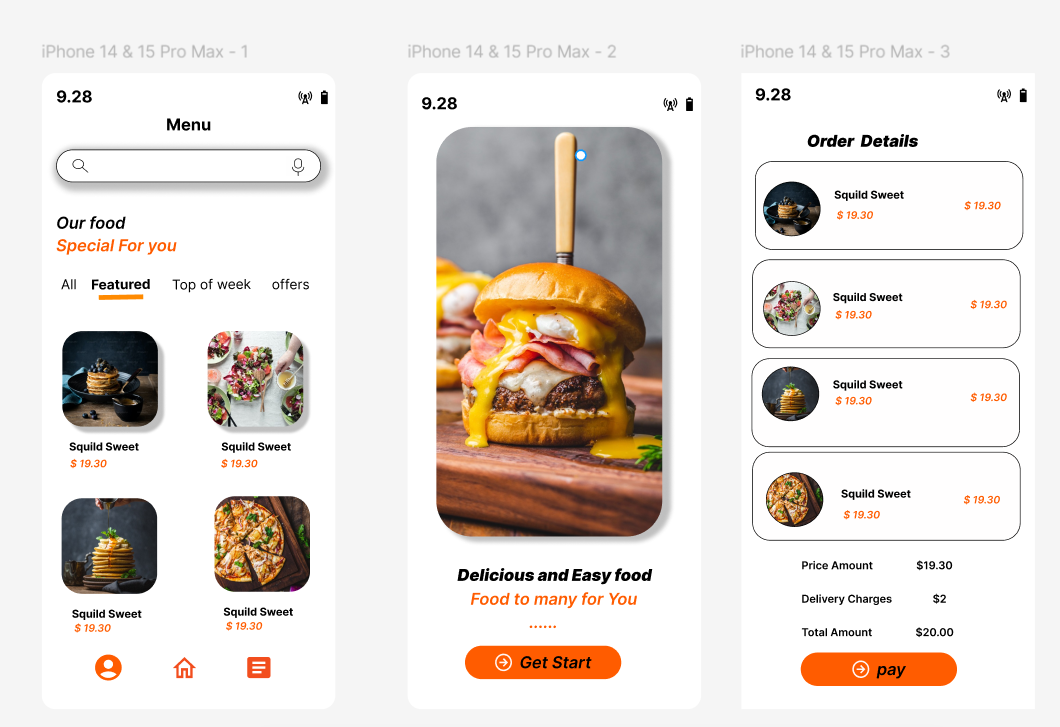 iPhone 14 & 15 Pro Max - 1
9.28
Menu
Our food
Special For you
All Featured Top of week offers
Squild Sweet
$ 19.30
Squild Sweet
$ 19.30
Squild Sweet
$ 19.30
Squild Sweet
$ 19.30
iPhone 14 & 15 Pro Max - 2
9.28
Delicious and Easy food
Food to many for You
......
Get Start
iPhone 14 & 15 Pro Max - 3
9.28
Order Details
Squild Sweet
$ 19.30
$ 19.30
Squild Sweet
$ 19.30
$ 19.30
Squild Sweet
$ 19.30
$ 19.30
Squild Sweet
$ 19.30
$ 19.30
Price Amount $19.30
Delivery Charges $2
Total Amount $20.00
pay